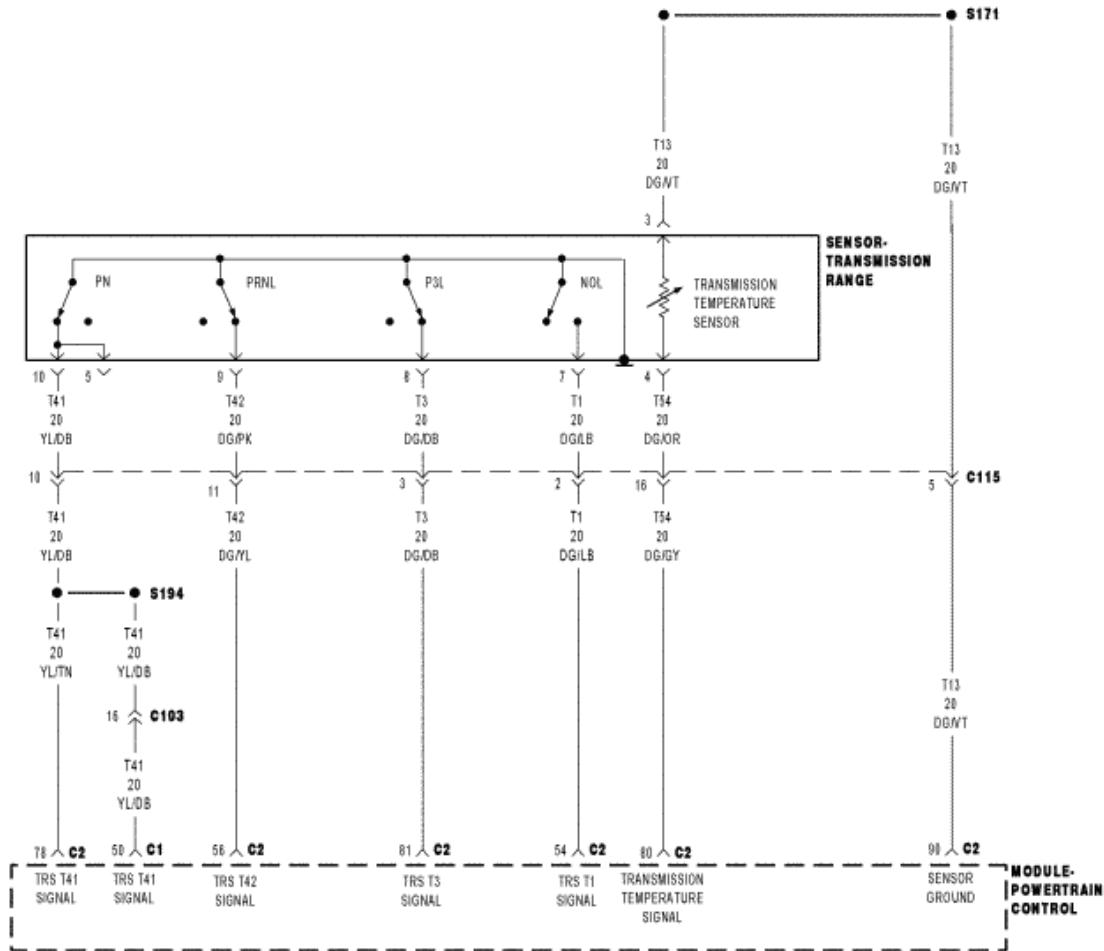 S171
T13
20
DG/VT
T13
20
DG/VT
3
SENSOR-
TRANSMISSION
RANGE
PN
PRNL
P3L
NOL
TRANSMISSION
TEMPERATURE
SENSOR
10 5 9 8 7 4
T41 T42 T3 T1 T54
20 20 20 20 20
YL/DB DG/PK DG/DB DG/LB DG/OR
10 11 3 2 16 5 C115
T41 T42 T3 T1 T54
20 20 20 20 20
YL/DB DG/YL DG/DB DG/LB DG/GY
S194
T41 T41
20 20
YL/TN YL/DB
T13
20
DG/VT
16 C103
T41
20
YL/DB
78 C2 50 C1 56 C2 81 C2 54 C2 80 C2 90 C2
TRS T41 SIGNAL
TRS T41 SIGNAL
TRS T42 SIGNAL
TRS T3 SIGNAL
TRS T1 SIGNAL
TRANSMISSION
TEMPERATURE
SIGNAL
SENSOR
GROUND
MODULE-
POWERTRAIN
CONTROL